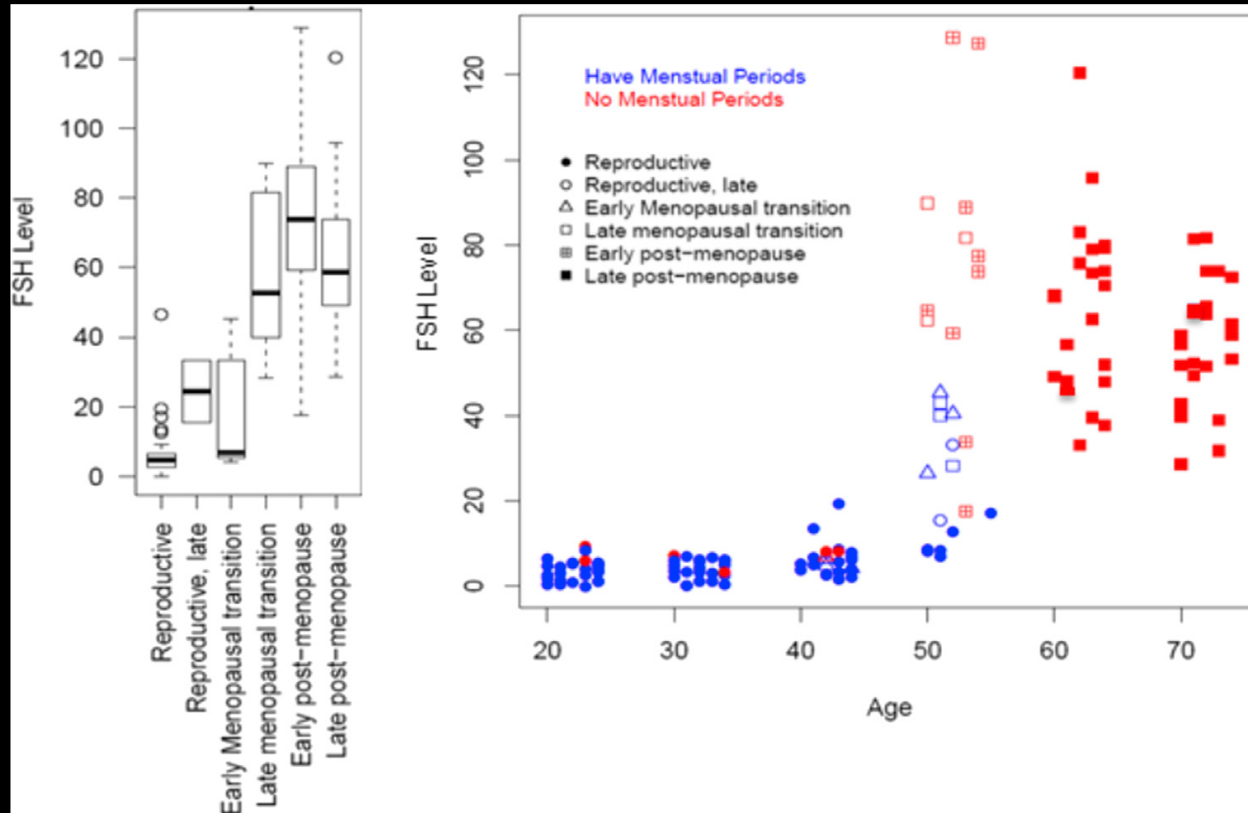 FSH Level
120
100
80
60
40
20
0
Reproductive
Reproductive, late
Early Menopausal transition
Late menopausal transition
Early post-menopause
Late post-menopause
FSH Level
120
100
80
60
40
20
0
Have Menstual Periods
No Menstual Periods
Reproductive
Reproductive, late
Early Menopausal transition
Late menopausal transition
Early post-menopause
Late post-menopause
20 30 40 50 60 70
Age